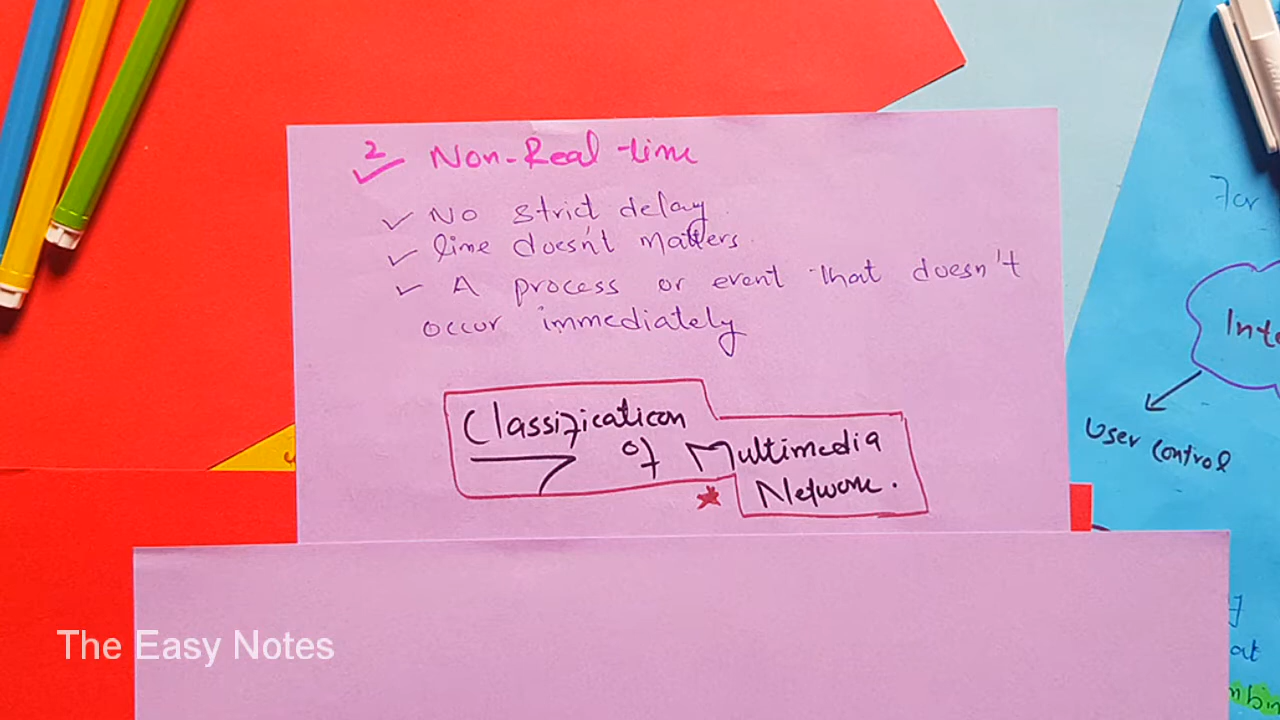 2 Non-Real time
No strict delay
time doesn't matters
A process or event that doesn't
occur immediately
Classification
of Multimedia
Network.
For
User control
The Easy Notes